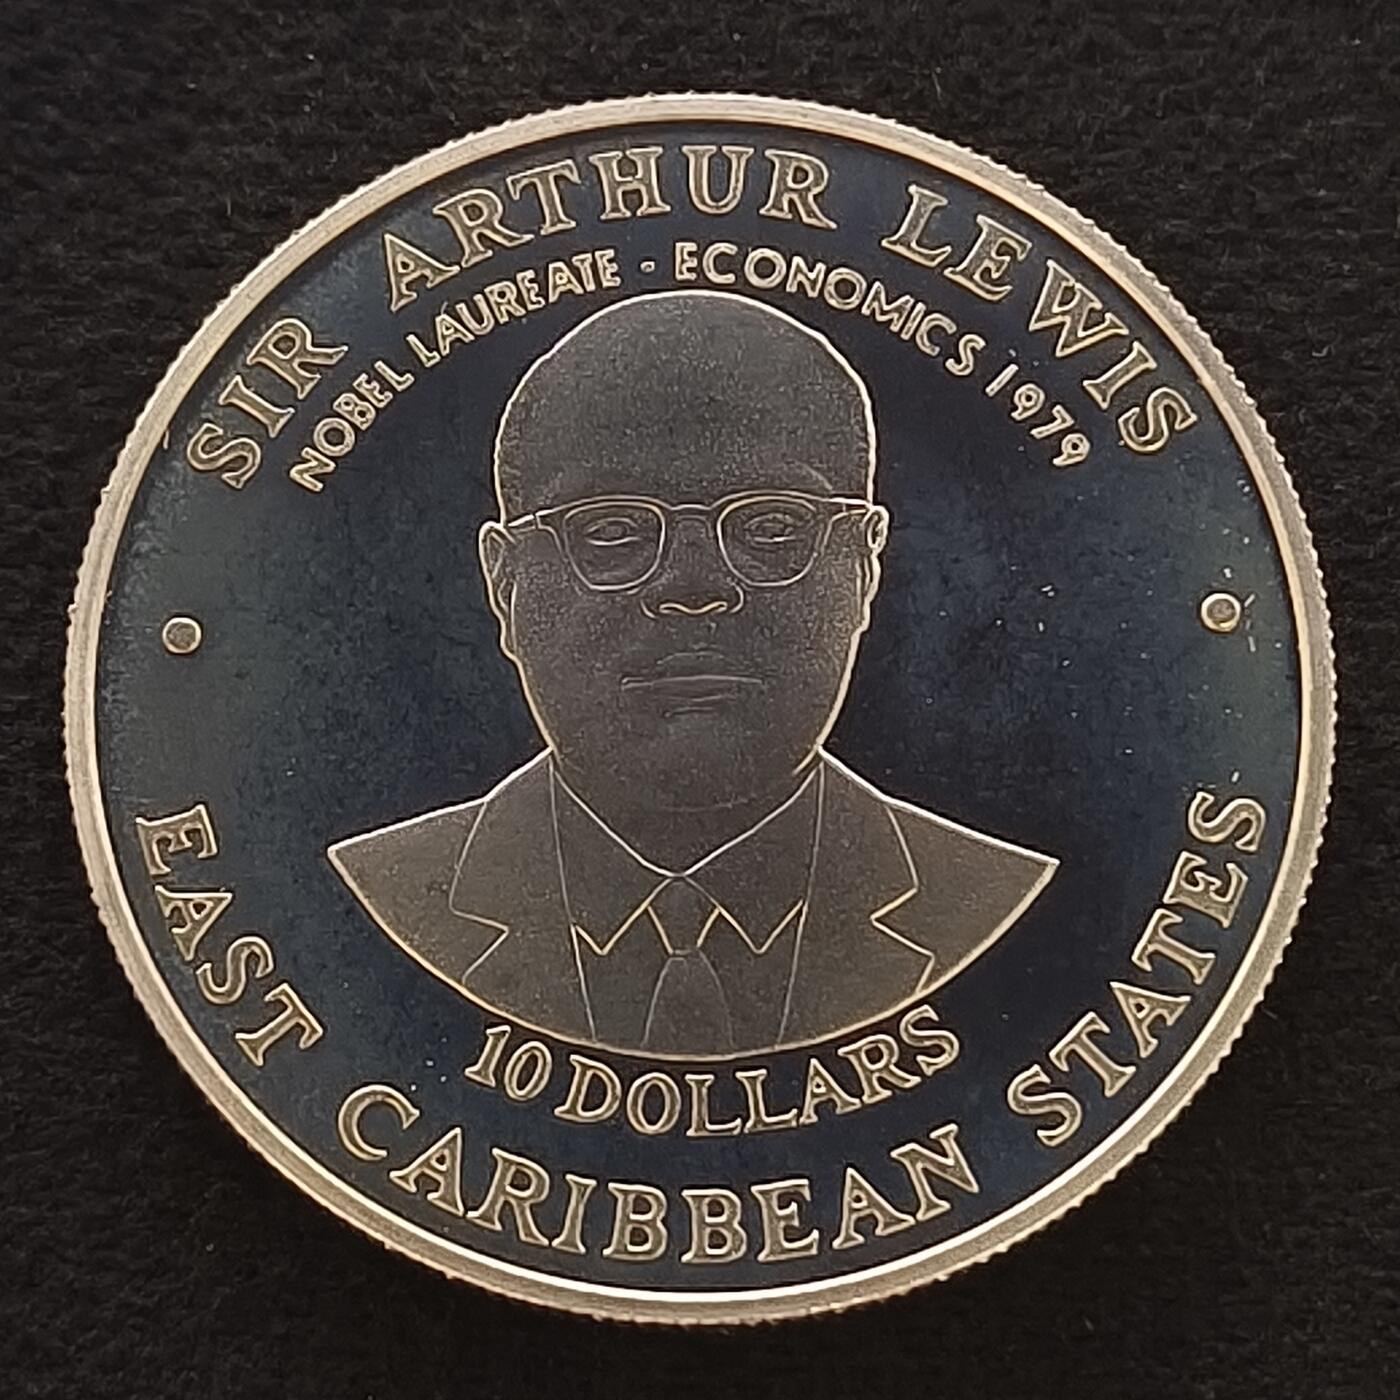 SIR ARTHUR LEWIS
NOBEL LAUREATE · ECONOMICS 1979
10 DOLLARS
EAST CARIBBEAN STATES